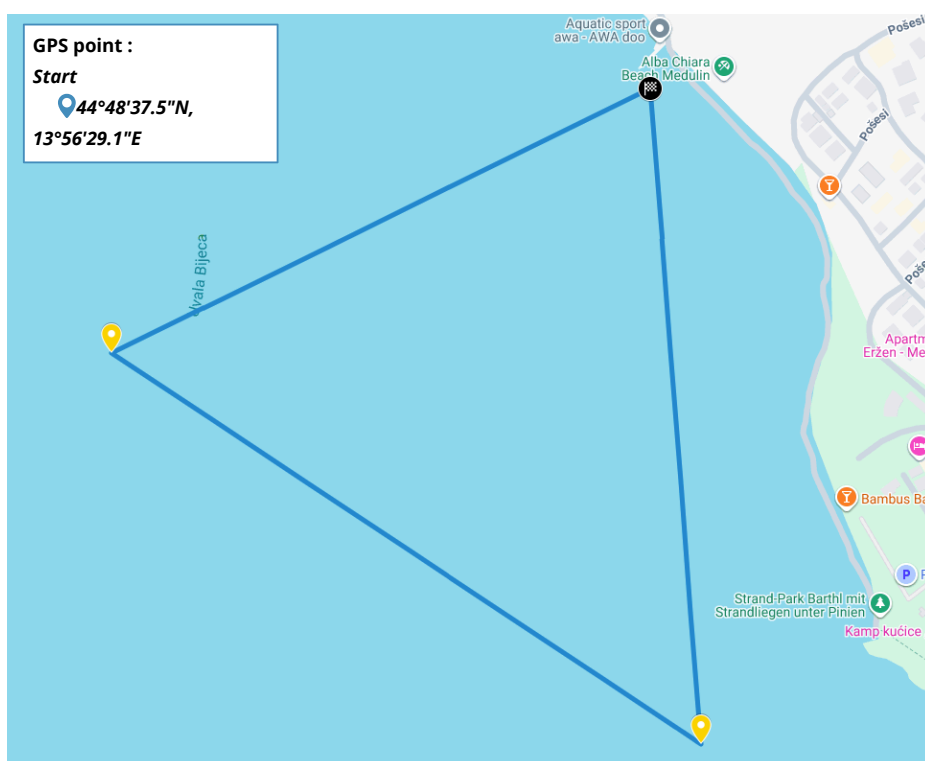 GPS point :
Start
44°48'37.5"N,
13°56'29.1"E
Aquatic sport
awa - AWA doo
Alba Chiara
Beach Medulin
Pošesi
Pošesi
Uvala Bijeca
Apartm
Eržen - Me
Bambus Ba
P
Strand-Park Barthl mit
Strandliegen unter Pinien
Kamp kućice